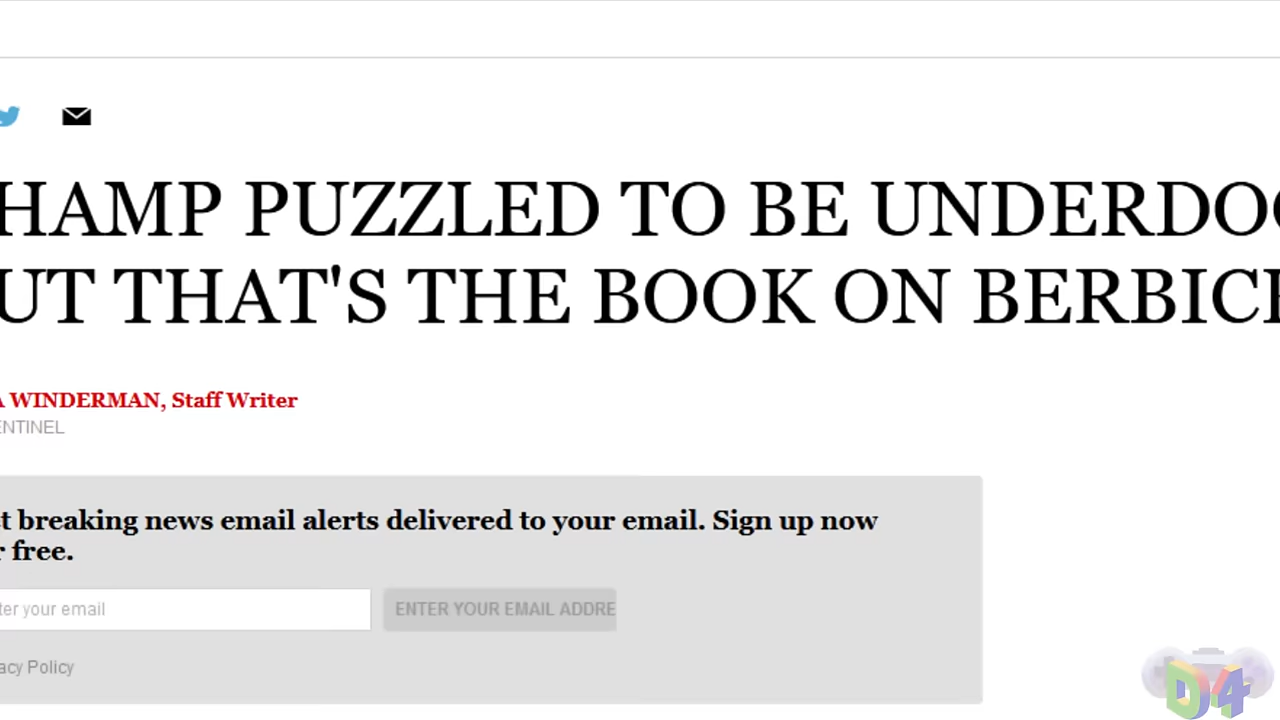 HAMP PUZZLED TO BE UNDERDO
UT THAT'S THE BOOK ON BERBIC
A WINDERMAN, Staff Writer
ENTINEL
t breaking news email alerts delivered to your email. Sign up now
r free.
ter your email
ENTER YOUR EMAIL ADDRE
acy Policy
D4